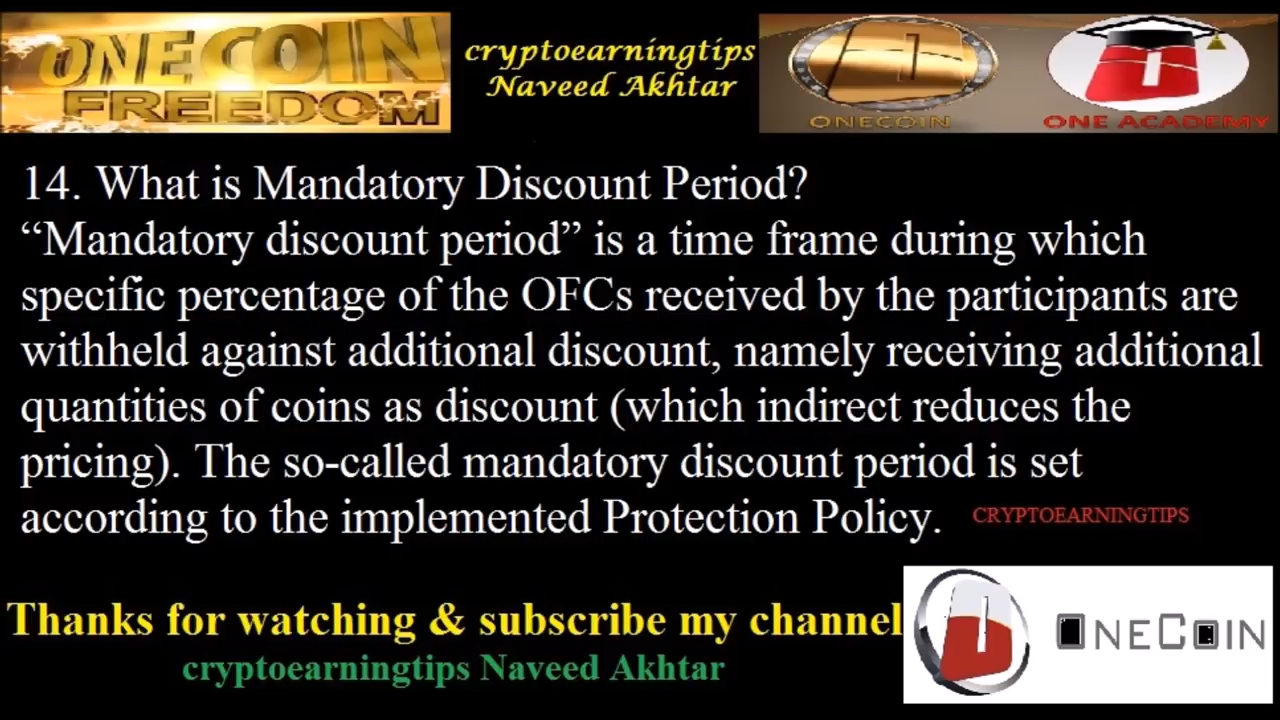 ONECOIN
FREEDOM
cryptoearningtips
Naveed Akhtar
ONECOIN
ONE ACADEMY
14. What is Mandatory Discount Period?
“Mandatory discount period” is a time frame during which
specific percentage of the OFCs received by the participants are
withheld against additional discount, namely receiving additional
quantities of coins as discount (which indirect reduces the
pricing). The so-called mandatory discount period is set
according to the implemented Protection Policy.
CRYPTOEARNINGTIPS
Thanks for watching & subscribe my channel
cryptoearningtips Naveed Akhtar
ONECOIN